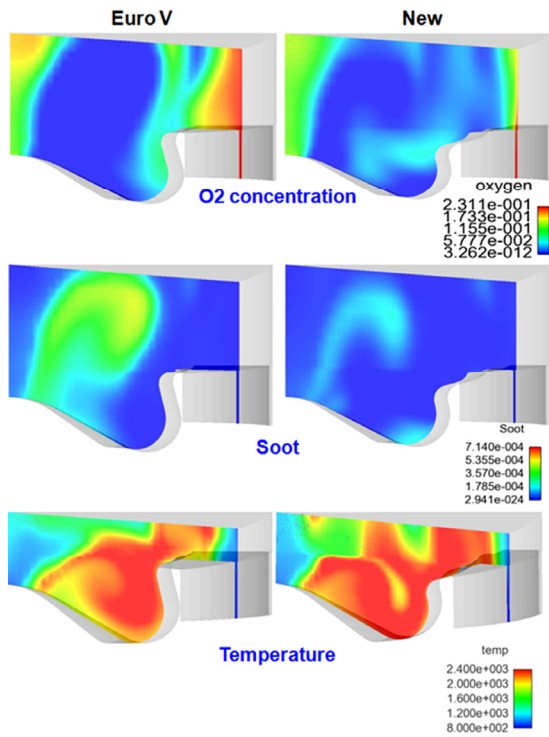 Euro V New
O2 concentration
oxygen
2.311e-001
1.733e-001
1.155e-001
5.777e-002
3.262e-012
Soot
Soot
7.140e-004
5.355e-004
3.570e-004
1.785e-004
2.941e-024
Temperature
temp
2.400e+003
2.000e+003
1.600e+003
1.200e+003
8.000e+002